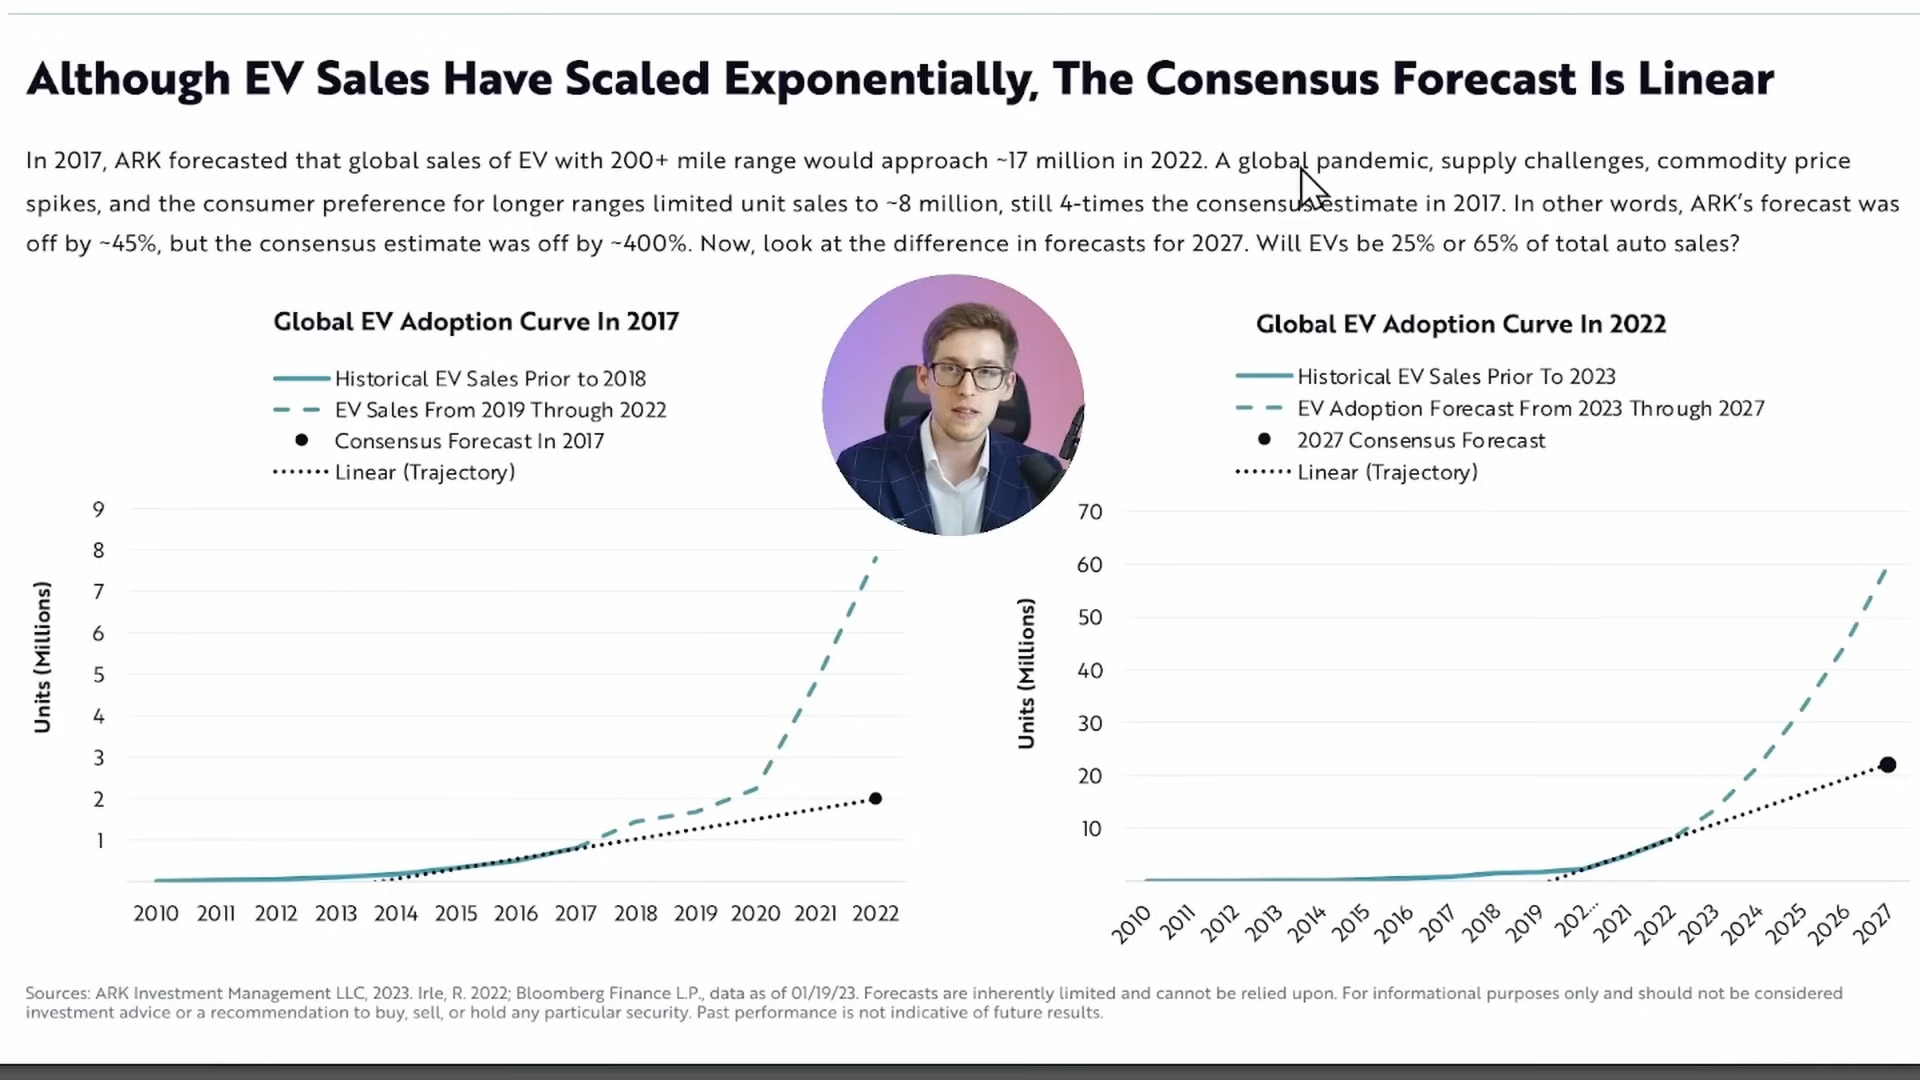 Although EV Sales Have Scaled Exponentially, The Consensus Forecast Is Linear
In 2017, ARK forecasted that global sales of EV with 200+ mile range would approach ~17 million in 2022. A global pandemic, supply challenges, commodity price
spikes, and the consumer preference for longer ranges limited unit sales to ~8 million, still 4-times the consensus estimate in 2017. In other words, ARK’s forecast was
off by ~45%, but the consensus estimate was off by ~400%. Now, look at the difference in forecasts for 2027. Will EVs be 25% or 65% of total auto sales?
Global EV Adoption Curve In 2017
Historical EV Sales Prior to 2018
EV Sales From 2019 Through 2022
Consensus Forecast In 2017
Linear (Trajectory)
Units (Millions)
9
8
7
6
5
4
3
2
1
2010 2011 2012 2013 2014 2015 2016 2017 2018 2019 2020 2021 2022
Global EV Adoption Curve In 2022
Historical EV Sales Prior To 2023
EV Adoption Forecast From 2023 Through 2027
2027 Consensus Forecast
Linear (Trajectory)
Units (Millions)
70
60
50
40
30
20
10
2010 2011 2012 2013 2014 2015 2016 2017 2018 2019 202... 2021 2022 2023 2024 2025 2026 2027
Sources: ARK Investment Management LLC, 2023. Irle, R. 2022; Bloomberg Finance L.P., data as of 01/19/23. Forecasts are inherently limited and cannot be relied upon. For informational purposes only and should not be considered
investment advice or a recommendation to buy, sell, or hold any particular security. Past performance is not indicative of future results.